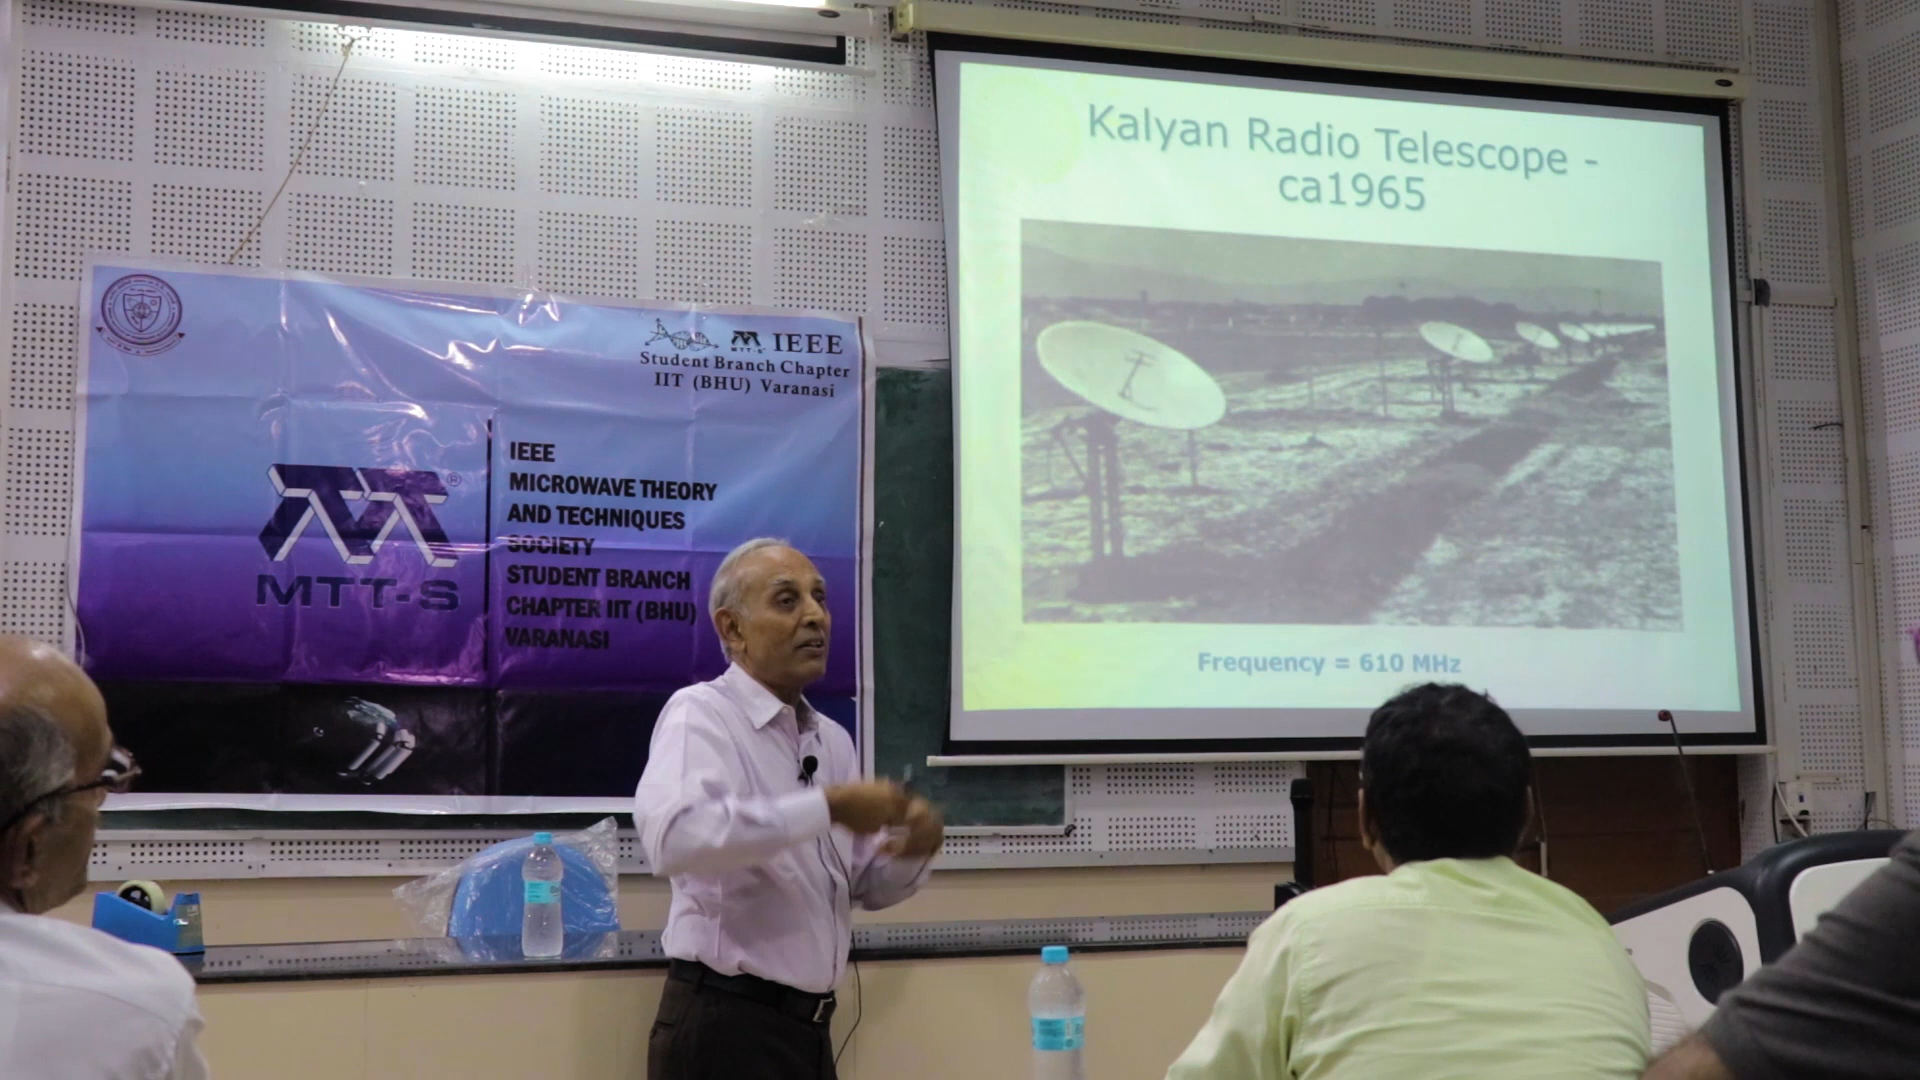 IEEE
MTT-S
Student Branch Chapter
IIT (BHU) Varanasi
MTT-S
®
IEEE
MICROWAVE THEORY
AND TECHNIQUES
SOCIETY
STUDENT BRANCH
CHAPTER IIT (BHU)
VARANASI
Kalyan Radio Telescope -
ca1965
Frequency = 610 MHz